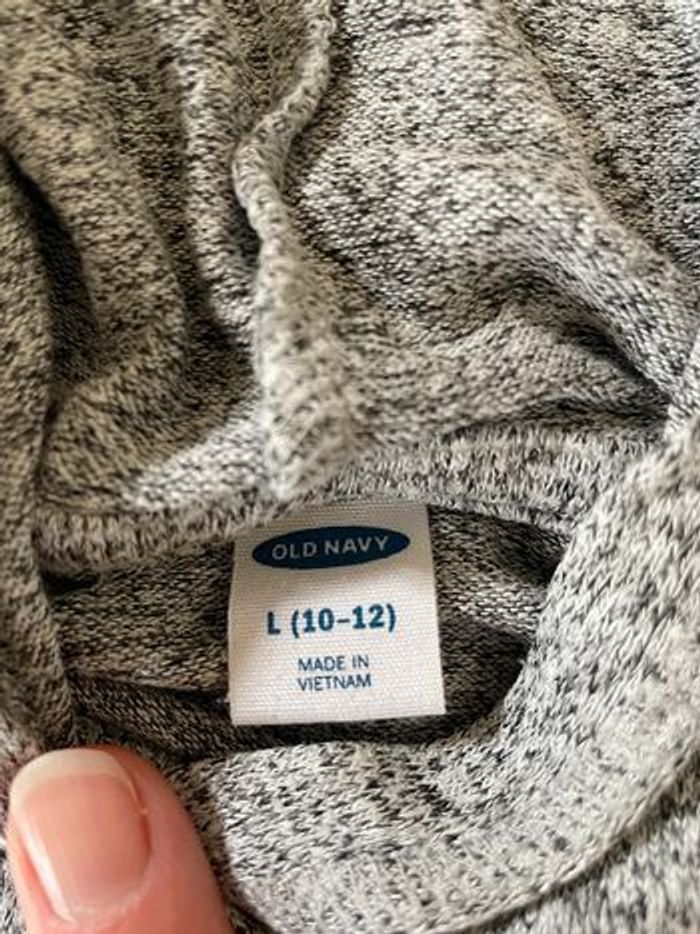 OLD NAVY
L (10-12)
MADE IN
VIETNAM